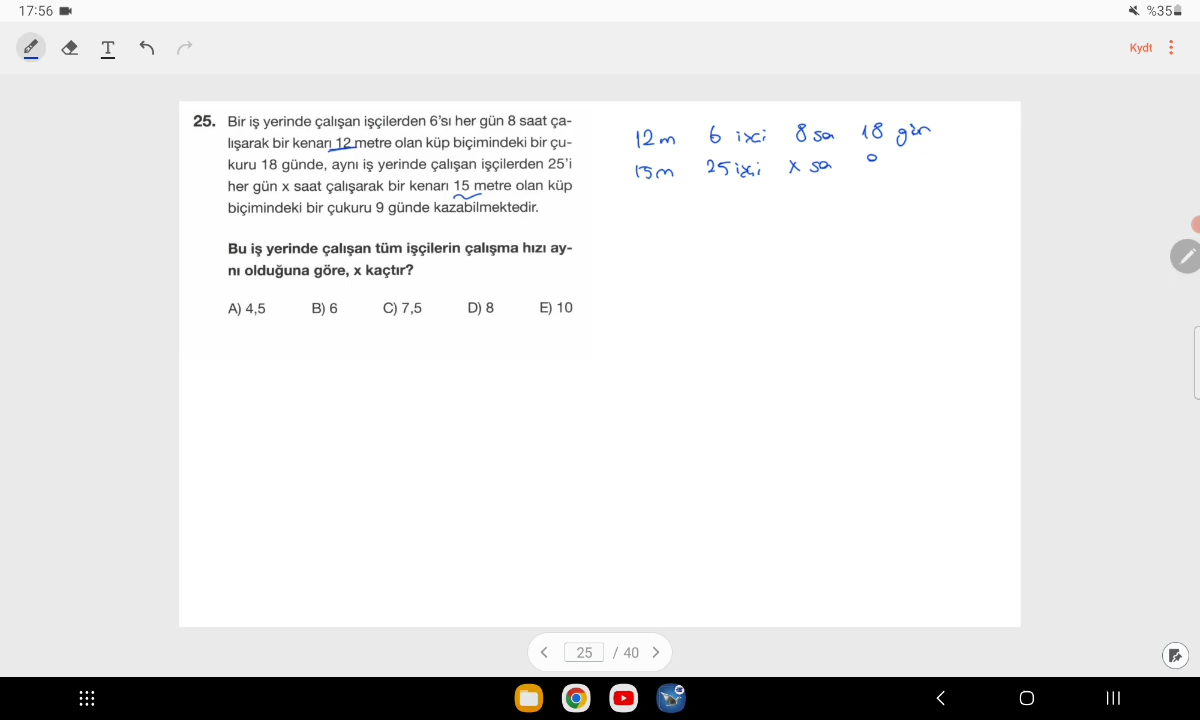 17:56
%35
T
Kydt
25. Bir iş yerinde çalışan işçilerden 6'sı her gün 8 saat ça-
lışarak bir kenarı 12 metre olan küp biçimindeki bir çu-
kuru 18 günde, aynı iş yerinde çalışan işçilerden 25'i
her gün x saat çalışarak bir kenarı 15 metre olan küp
biçimindeki bir çukuru 9 günde kazabilmektedir.
Bu iş yerinde çalışan tüm işçilerin çalışma hızı ay-
nı olduğuna göre, x kaçtır?
A) 4,5 B) 6 C) 7,5 D) 8 E) 10
12m 6 işçi 8 sa 18 gün
15m 25 işçi x sa
25 / 40